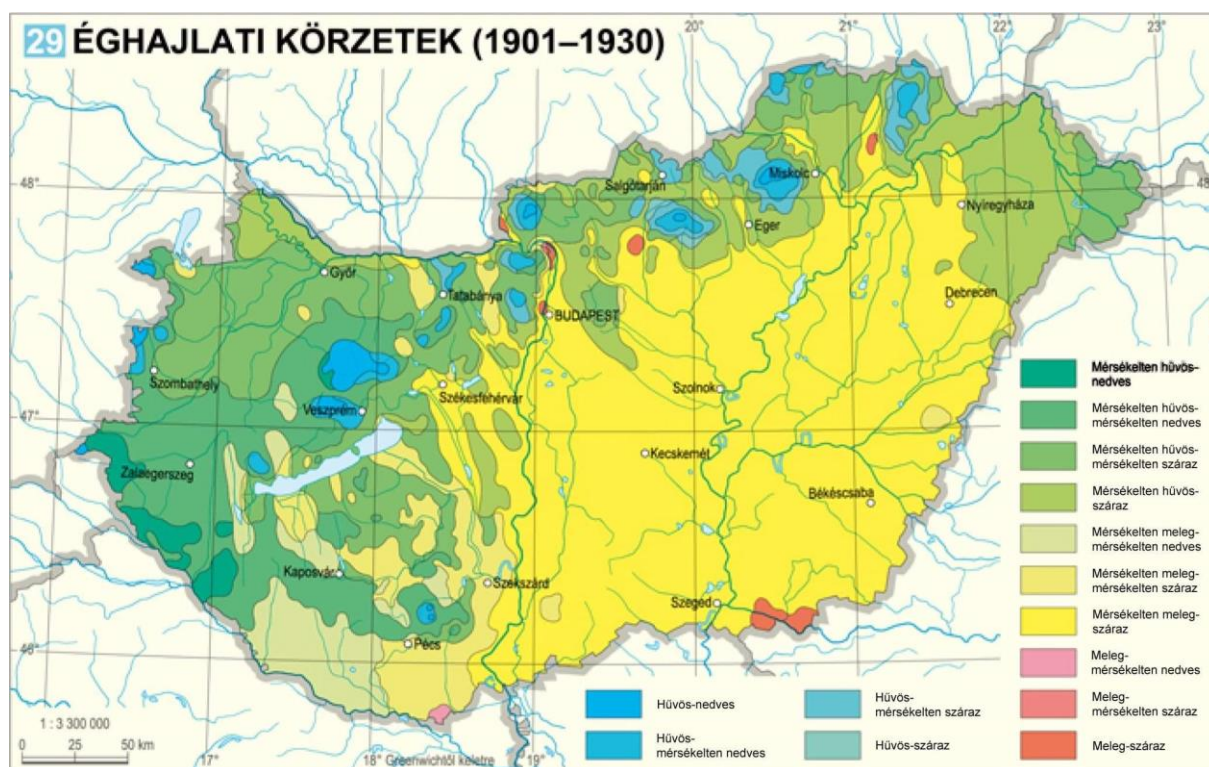 29 ÉGHAJLATI KÖRZETEK (1901–1930)
20°
21°
22°
23°
48°
48
Salgótarján
Miskolc
Nyíregyháza
Eger
Győr
Tatabánya
BUDAPEST
Debrecen
Szombathely
Székesfehérvár
Szolnok
Veszprém
47°
Zalaegerszeg
Kecskemét
Békéscsaba
Kaposvár
Szekszárd
Szeged
46°
Pécs
Mérsékelten hűvös-
nedves
Mérsékelten hűvös-
mérsékelten nedves
Mérsékelten hűvös-
mérsékelten száraz
Mérsékelten hűvös-
száraz
Mérsékelten meleg-
mérsékelten nedves
Mérsékelten meleg-
mérsékelten száraz
Mérsékelten meleg-
száraz
Meleg-
mérsékelten nedves
Meleg-
mérsékelten száraz
Meleg-száraz
Hűvös-nedves
Hűvös-
mérsékelten nedves
Hűvös-
mérsékelten száraz
Hűvös-száraz
1 : 3 300 000
0 25 50 km
17°
18° Greenwichtől keletre
19°